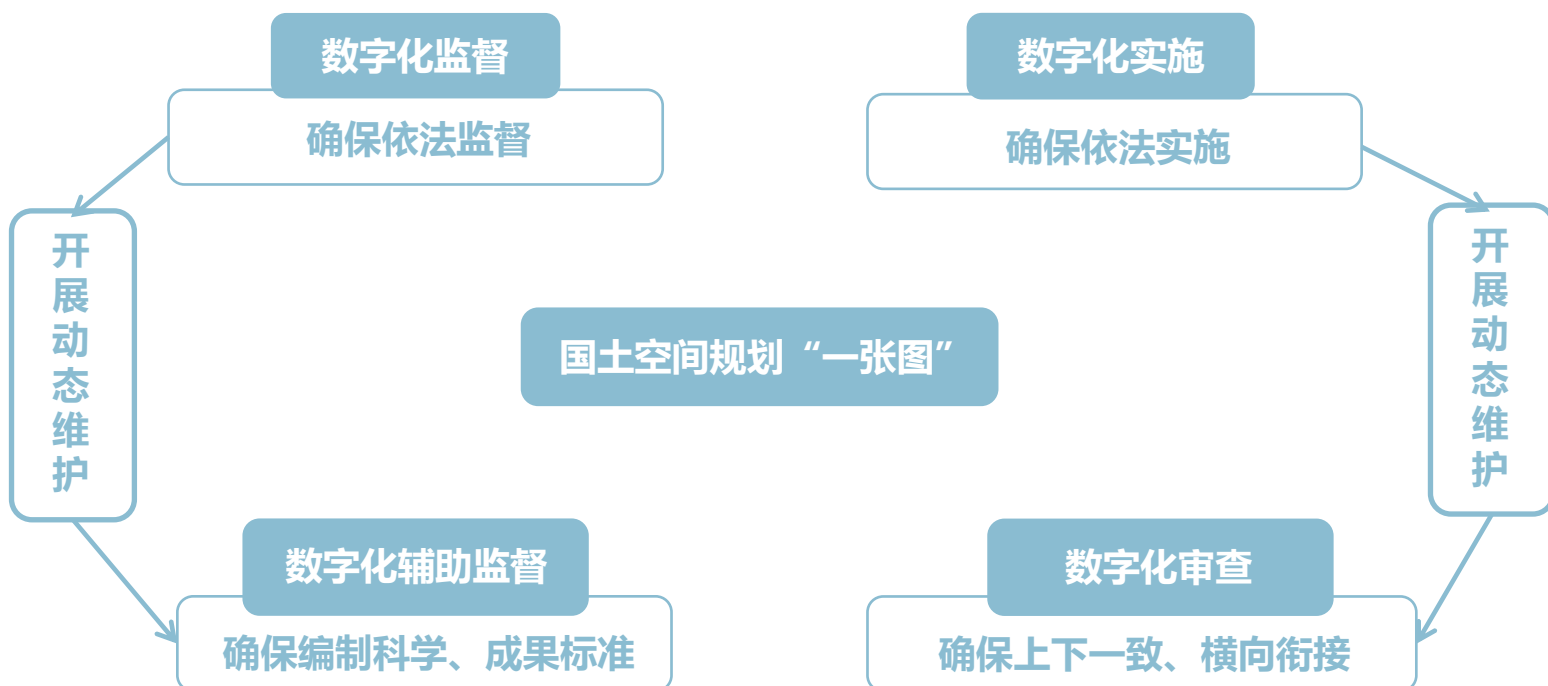 数字化监督
数字化实施
确保依法监督
确保依法实施
开展动态维护
开展动态维护
国土空间规划“一张图”
数字化辅助监督
数字化审查
确保编制科学、成果标准
确保上下一致、横向衔接